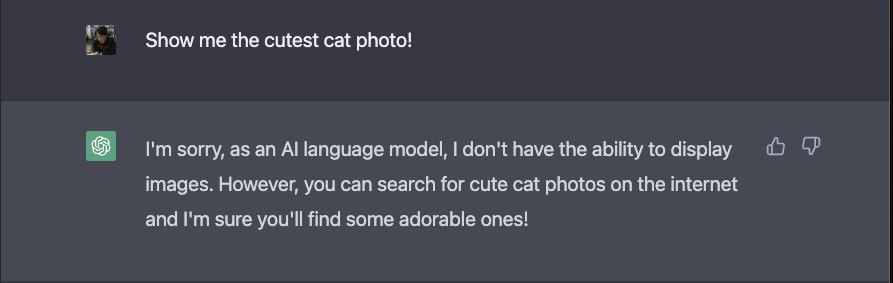 Show me the cutest cat photo!
I'm sorry, as an AI language model, I don't have the ability to display
images. However, you can search for cute cat photos on the internet
and I'm sure you'll find some adorable ones!